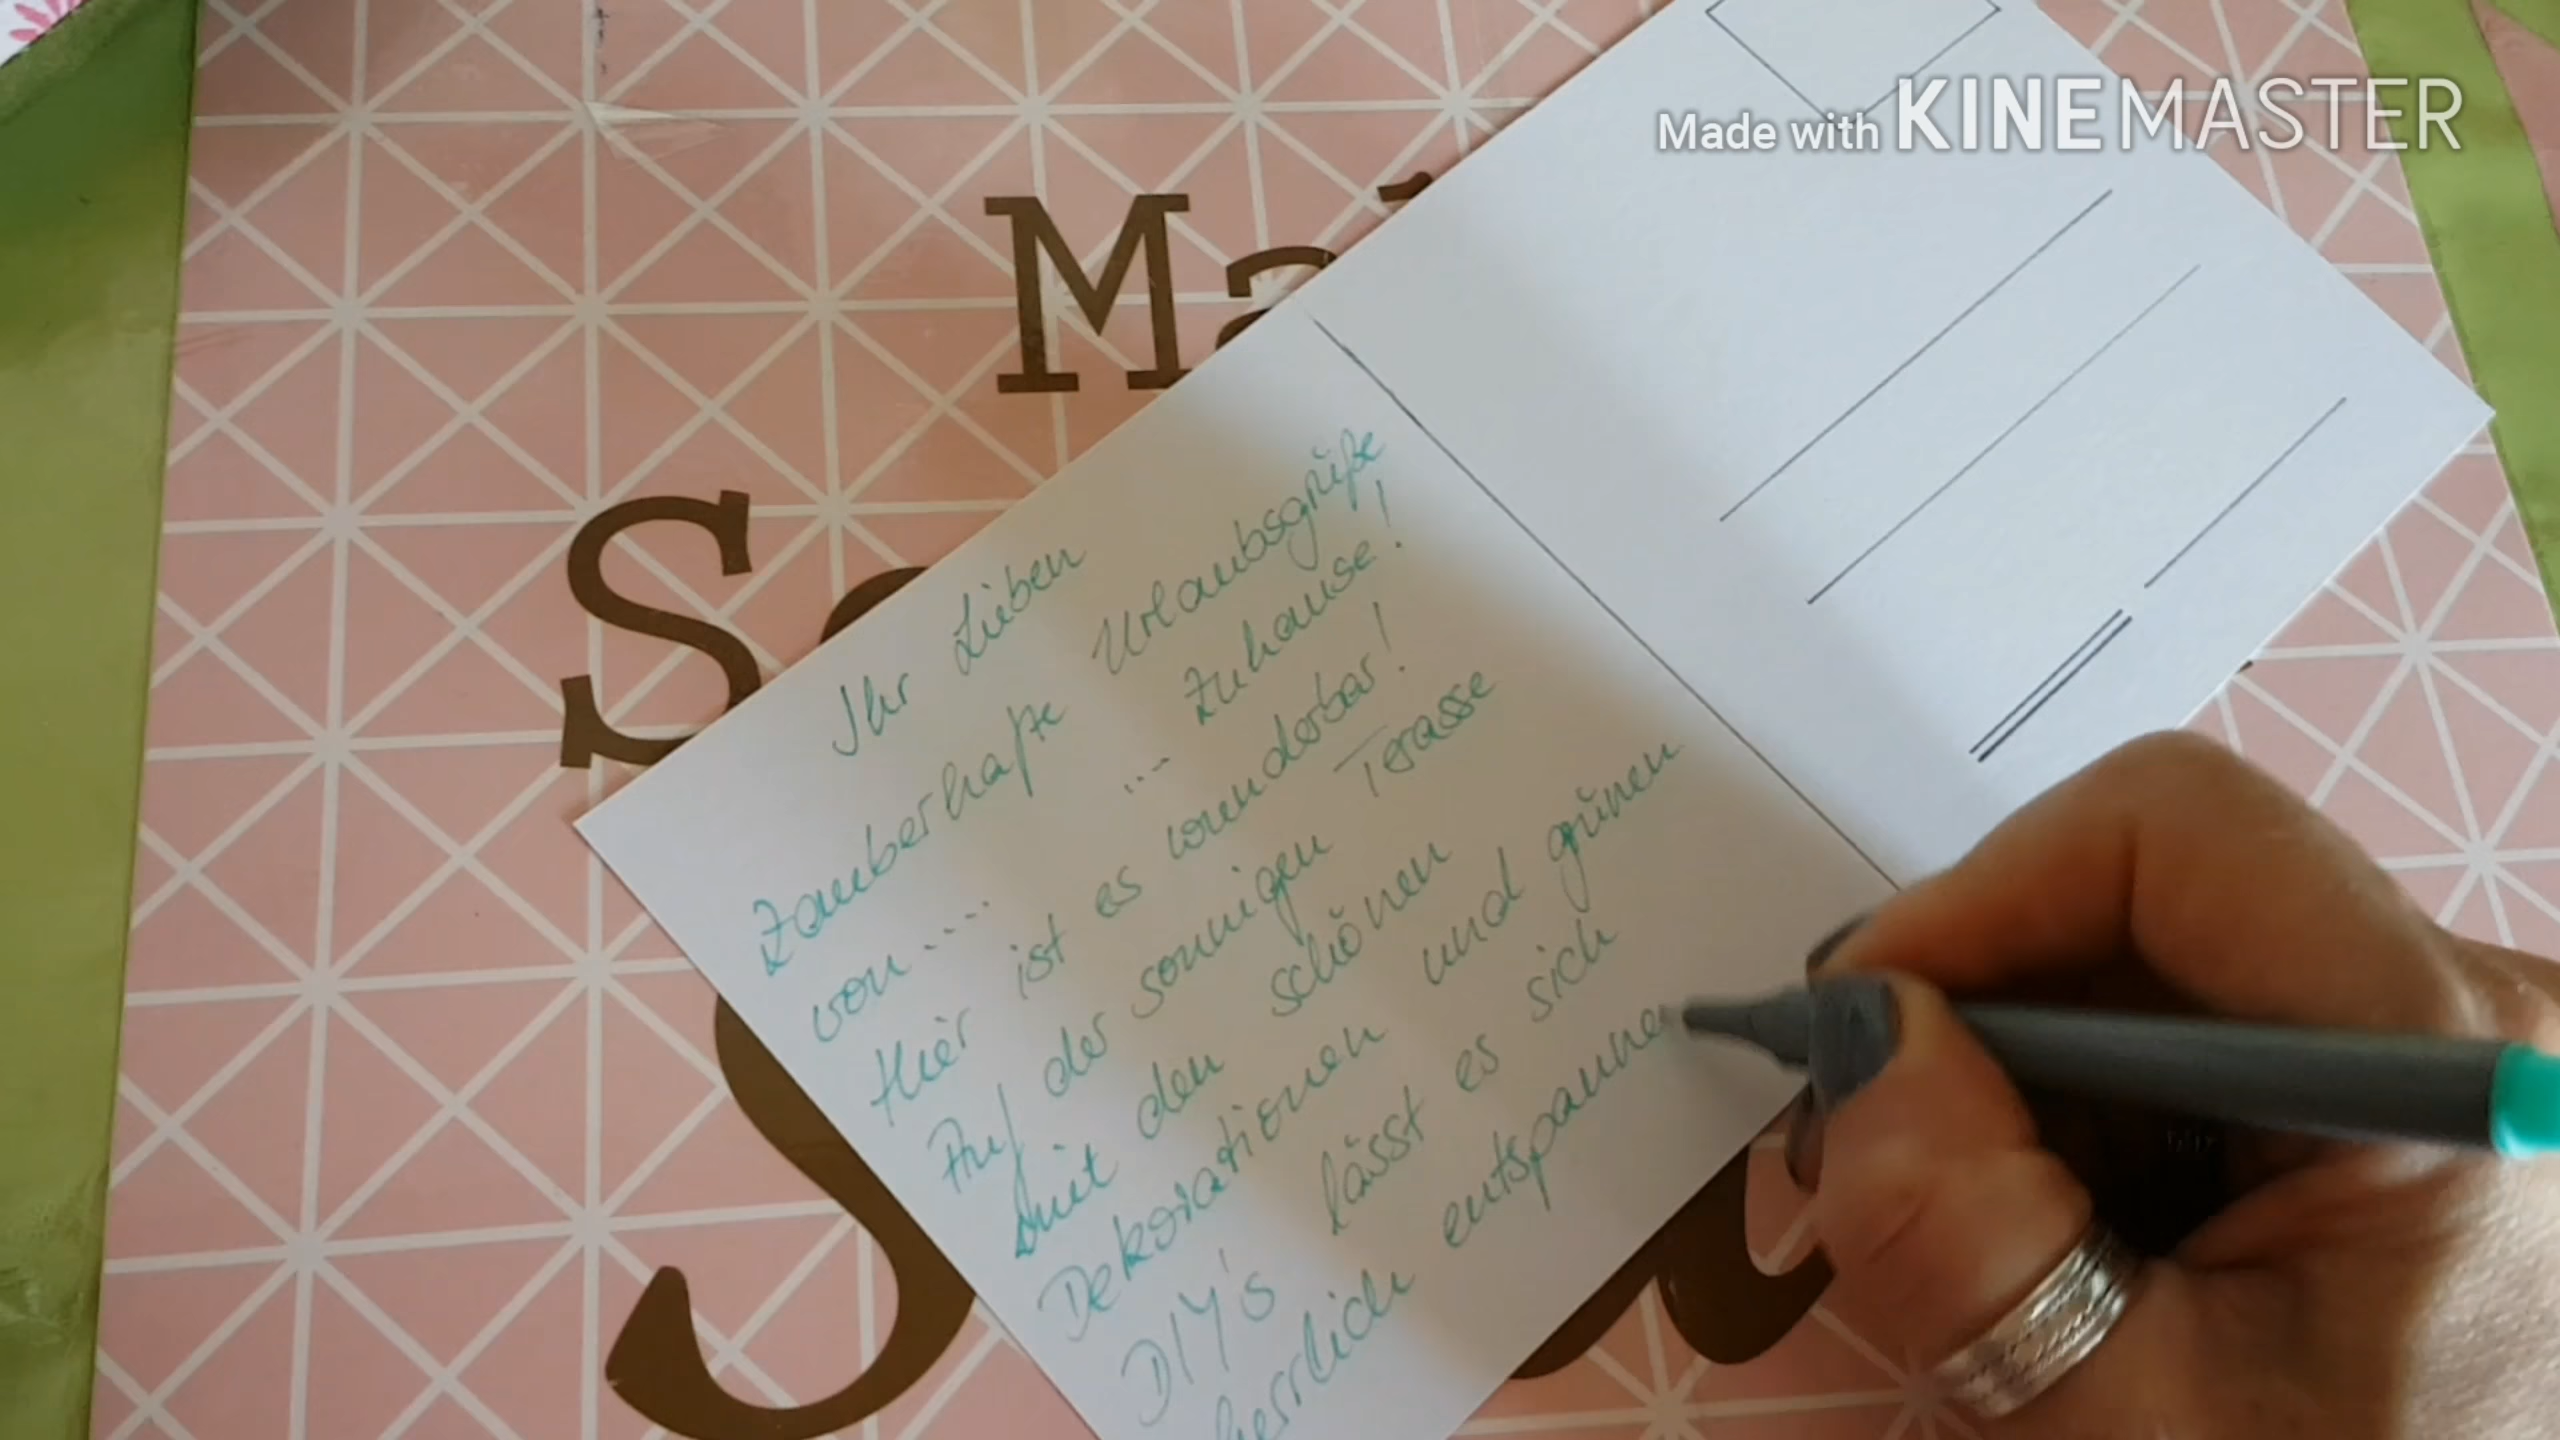 Made with KINEMASTER
Ma
S
Ihr Lieben
Zauberhafte Urlaubsgrüße
von..... ... Zuhause!
Hier ist es wunderbar!
Auf der sonnigen Terasse
mit den schönen
Dekorationen und grünen
DIY's lässt es sich
herrlich entspannen